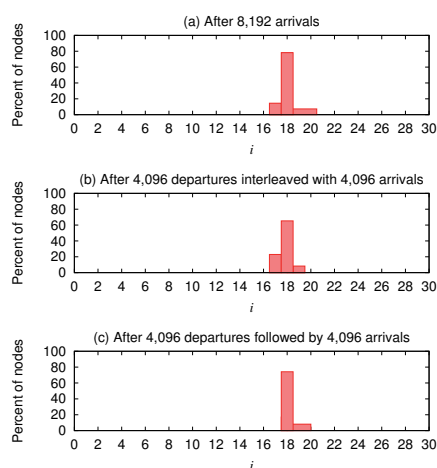 (a) After 8,192 arrivals
Percent of nodes
100
80
60
40
20
0
0 2 4 6 8 10 12 14 16 18 20 22 24 26 28 30
i
(b) After 4,096 departures interleaved with 4,096 arrivals
Percent of nodes
100
80
60
40
20
0
0 2 4 6 8 10 12 14 16 18 20 22 24 26 28 30
i
(c) After 4,096 departures followed by 4,096 arrivals
Percent of nodes
100
80
60
40
20
0
0 2 4 6 8 10 12 14 16 18 20 22 24 26 28 30
i